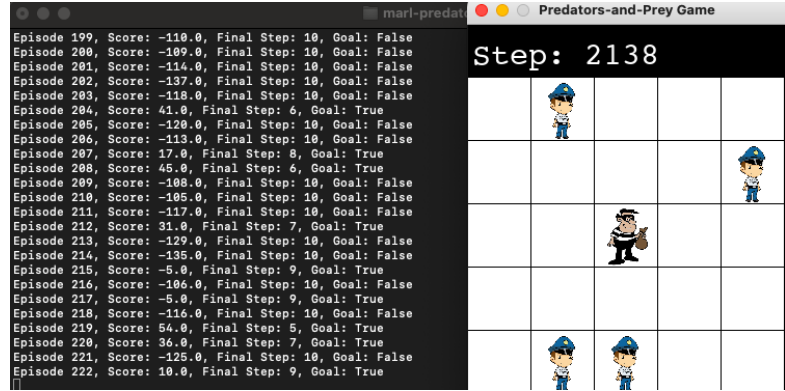 marl-predato
Episode 199, Score: -110.0, Final Step: 10, Goal: False
Episode 200, Score: -109.0, Final Step: 10, Goal: False
Episode 201, Score: -114.0, Final Step: 10, Goal: False
Episode 202, Score: -137.0, Final Step: 10, Goal: False
Episode 203, Score: -118.0, Final Step: 10, Goal: False
Episode 204, Score: 41.0, Final Step: 6, Goal: True
Episode 205, Score: -120.0, Final Step: 10, Goal: False
Episode 206, Score: -113.0, Final Step: 10, Goal: False
Episode 207, Score: 17.0, Final Step: 8, Goal: True
Episode 208, Score: 45.0, Final Step: 6, Goal: True
Episode 209, Score: -108.0, Final Step: 10, Goal: False
Episode 210, Score: -105.0, Final Step: 10, Goal: False
Episode 211, Score: -117.0, Final Step: 10, Goal: False
Episode 212, Score: 31.0, Final Step: 7, Goal: True
Episode 213, Score: -129.0, Final Step: 10, Goal: False
Episode 214, Score: -135.0, Final Step: 10, Goal: False
Episode 215, Score: -5.0, Final Step: 9, Goal: True
Episode 216, Score: -106.0, Final Step: 10, Goal: False
Episode 217, Score: -5.0, Final Step: 9, Goal: True
Episode 218, Score: -116.0, Final Step: 10, Goal: False
Episode 219, Score: 54.0, Final Step: 5, Goal: True
Episode 220, Score: 36.0, Final Step: 7, Goal: True
Episode 221, Score: -125.0, Final Step: 10, Goal: False
Episode 222, Score: 10.0, Final Step: 9, Goal: True
Predators-and-Prey Game
Step: 2138